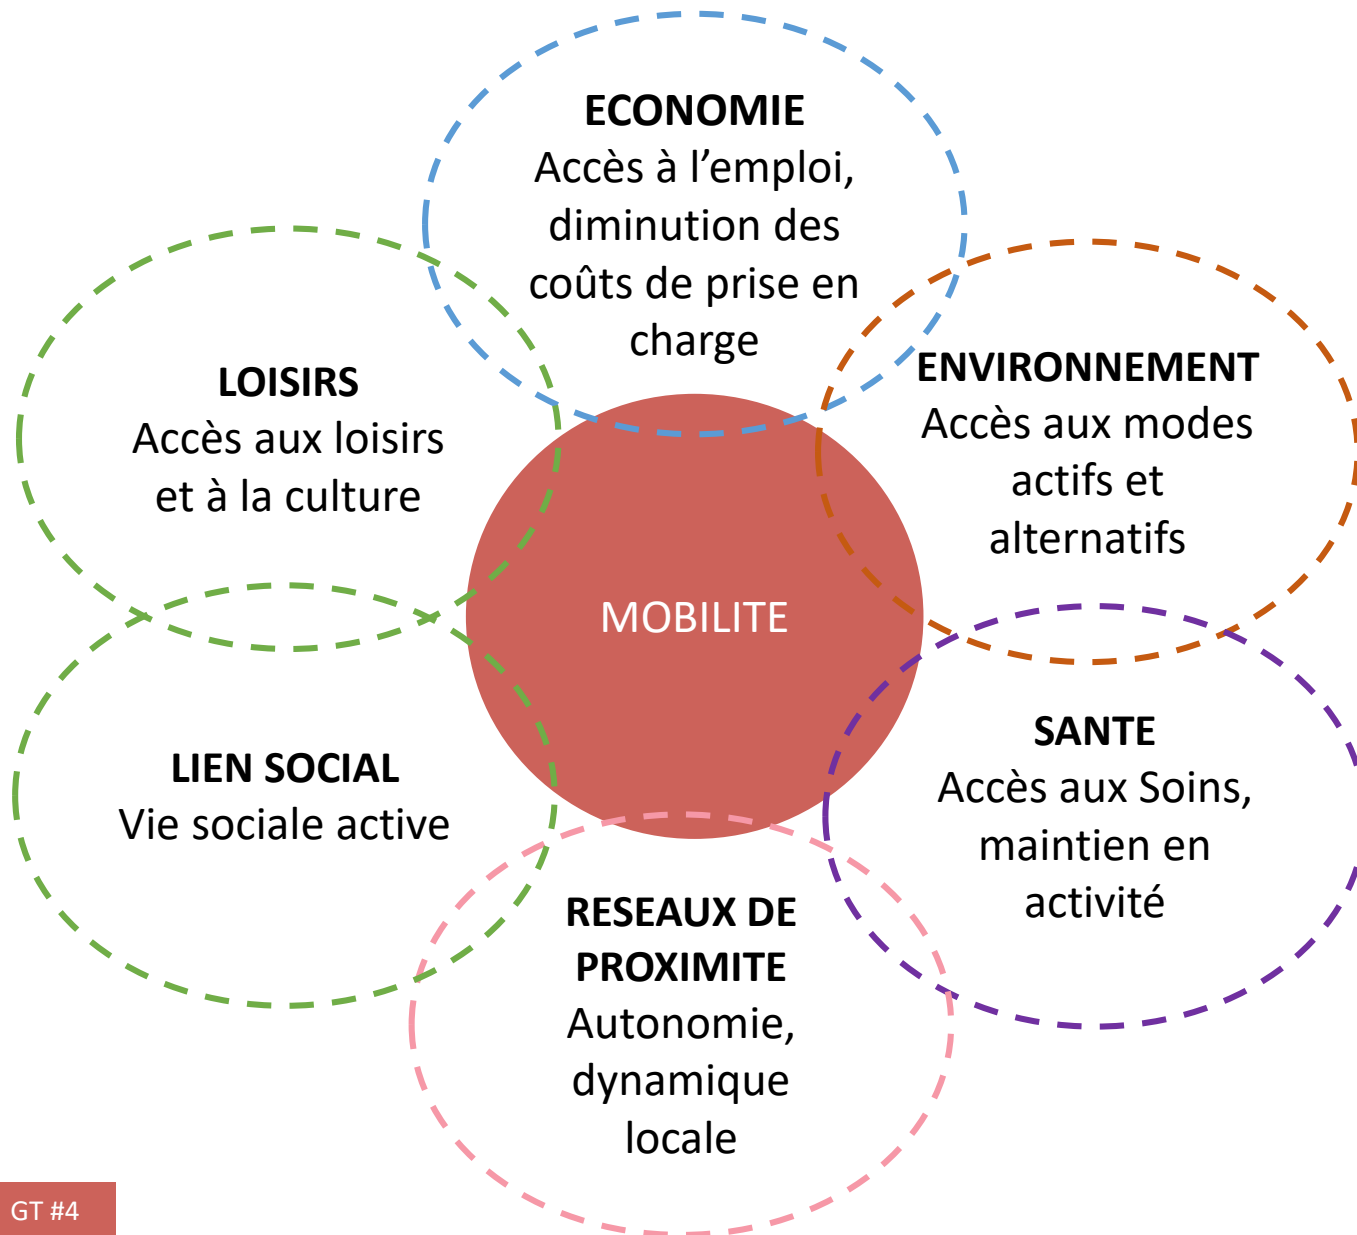 ECONOMIE
Accès à l’emploi,
diminution des
coûts de prise en
charge
ENVIRONNEMENT
Accès aux modes
actifs et
alternatifs
SANTE
Accès aux Soins,
maintien en
activité
RESEAUX DE
PROXIMITE
Autonomie,
dynamique
locale
LIEN SOCIAL
Vie sociale active
LOISIRS
Accès aux loisirs
et à la culture
MOBILITE
GT #4